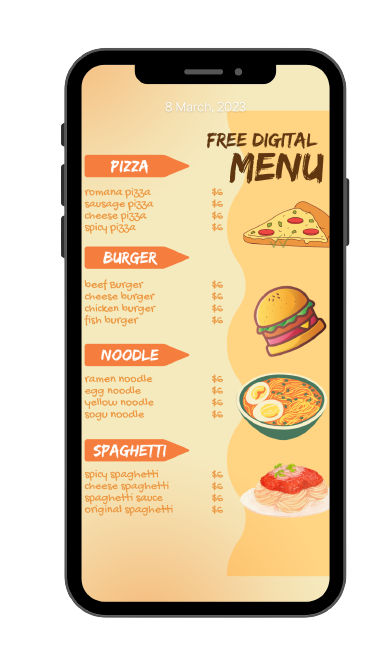 8 March, 2023
FREE DIGITAL
MENU
PIZZA
romana pizza $6
sausage pizza $6
cheese pizza $6
spicy pizza $6
BURGER
beef Burger $6
cheese burger $6
chicken burger $6
fish burger $6
NOODLE
ramen noodle $6
egg noodle $6
yellow noodle $6
sogu noodle $6
SPAGHETTI
spicy spaghetti $6
cheese spaghetti $6
spaghetti sauce $6
original spaghetti $6